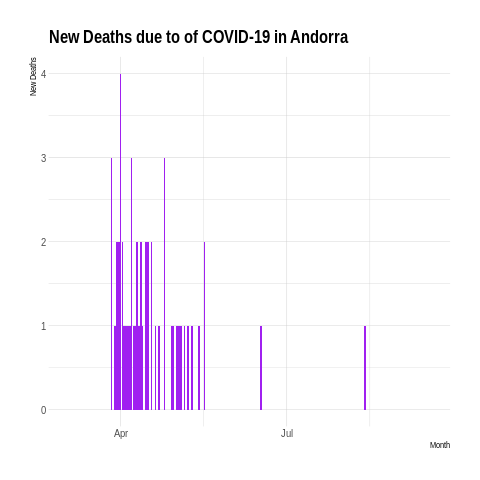 New Deaths due to of COVID-19 in Andorra
New Deaths
4
3
2
1
0
Apr
Jul
Month